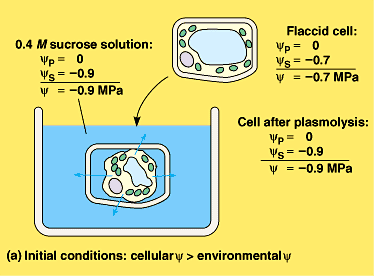 0.4 M sucrose solution:
ψP = 0
ψS = −0.9
ψ = −0.9 MPa
Flaccid cell:
ψP = 0
ψS = −0.7
ψ = −0.7 MPa
Cell after plasmolysis:
ψP = 0
ψS = −0.9
ψ = −0.9 MPa
(a) Initial conditions: cellular ψ > environmental ψ